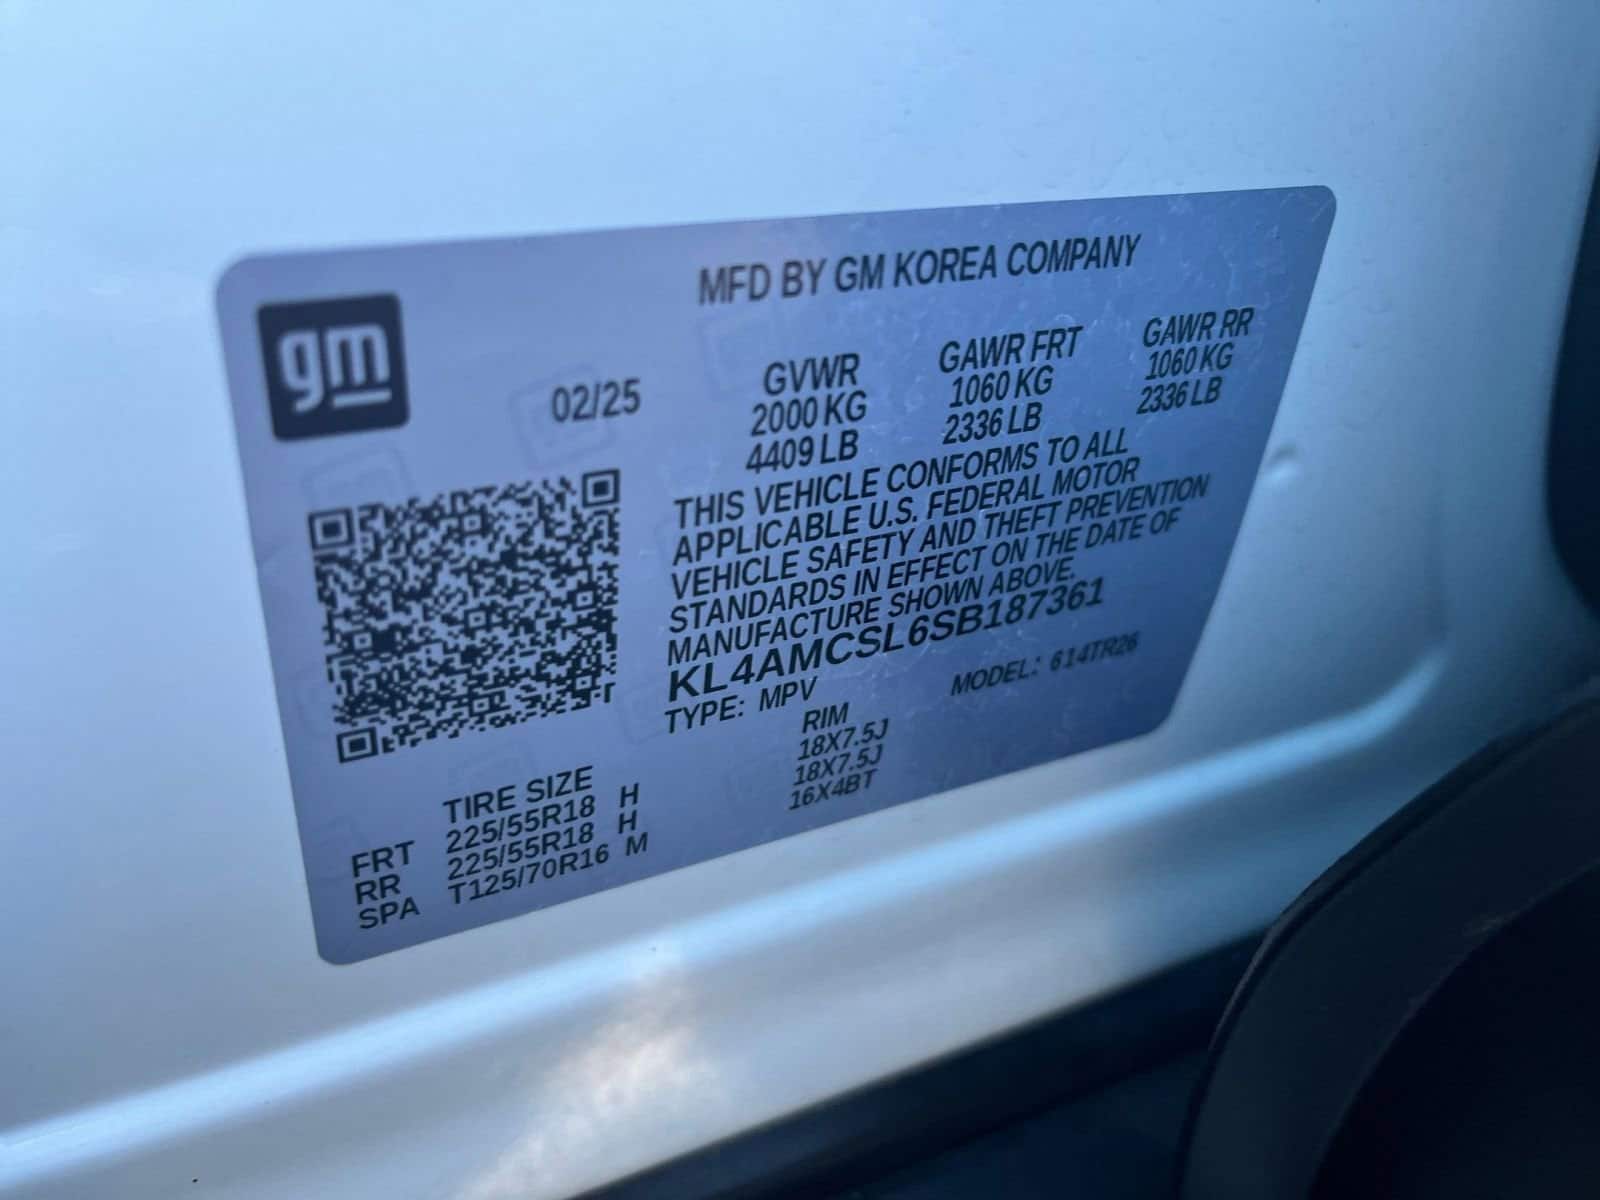 gm
MFD BY GM KOREA COMPANY
02/25
GVWR GAWR FRT GAWR RR
2000 KG 1060 KG 1060 KG
4409 LB 2336 LB 2336 LB
THIS VEHICLE CONFORMS TO ALL
APPLICABLE U.S. FEDERAL MOTOR
VEHICLE SAFETY AND THEFT PREVENTION
STANDARDS IN EFFECT ON THE DATE OF
MANUFACTURE SHOWN ABOVE.
KL4AMCSL6SB187361
TYPE: MPV MODEL: 614TR26
TIRE SIZE RIM
FRT 225/55R18 H 18X7.5J
RR 225/55R18 H 18X7.5J
SPA T125/70R16 M 16X4BT